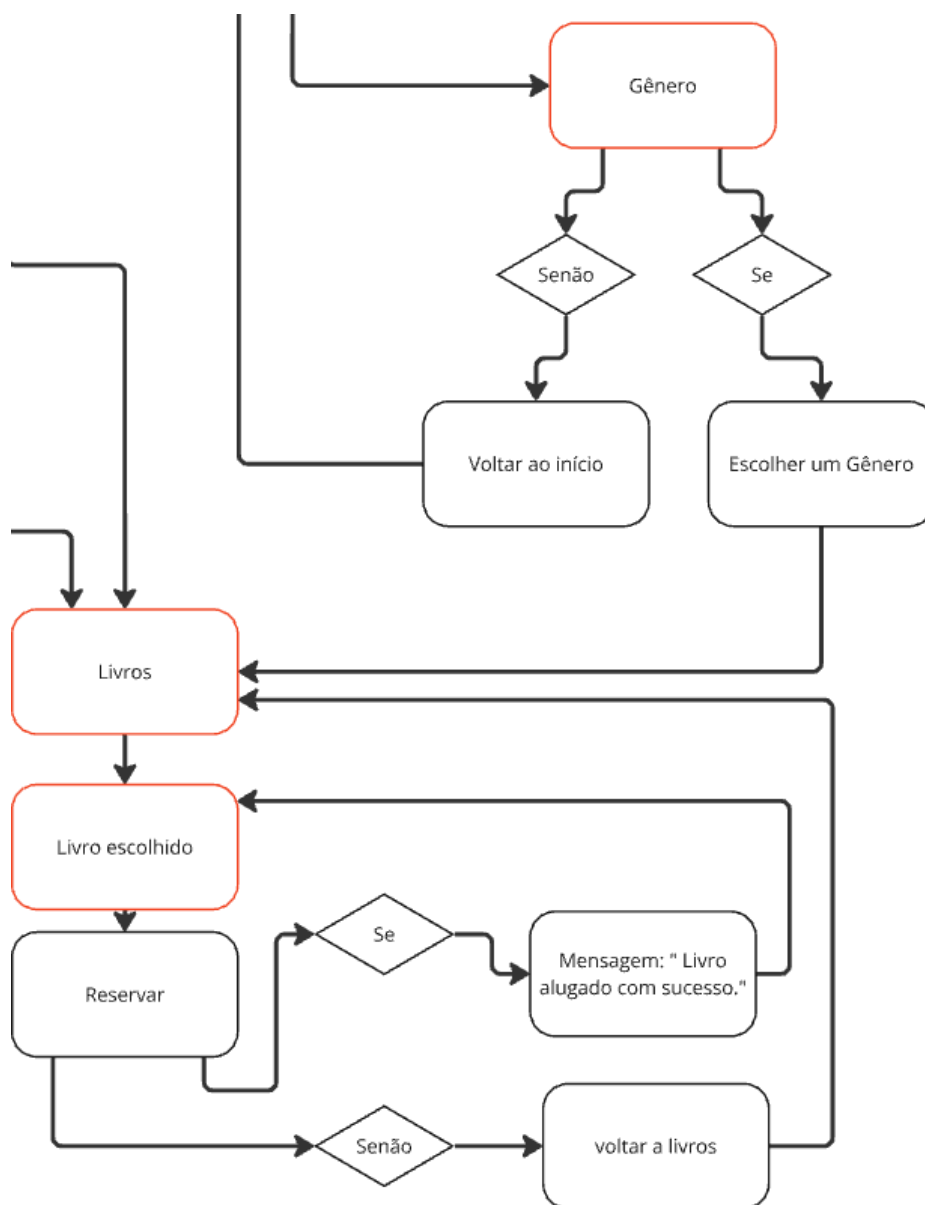 Gênero
Senão
Se
Voltar ao início
Escolher um Gênero
Livros
Livro escolhido
Se
Mensagem: " Livro
alugado com sucesso."
Reservar
Senão
voltar a livros